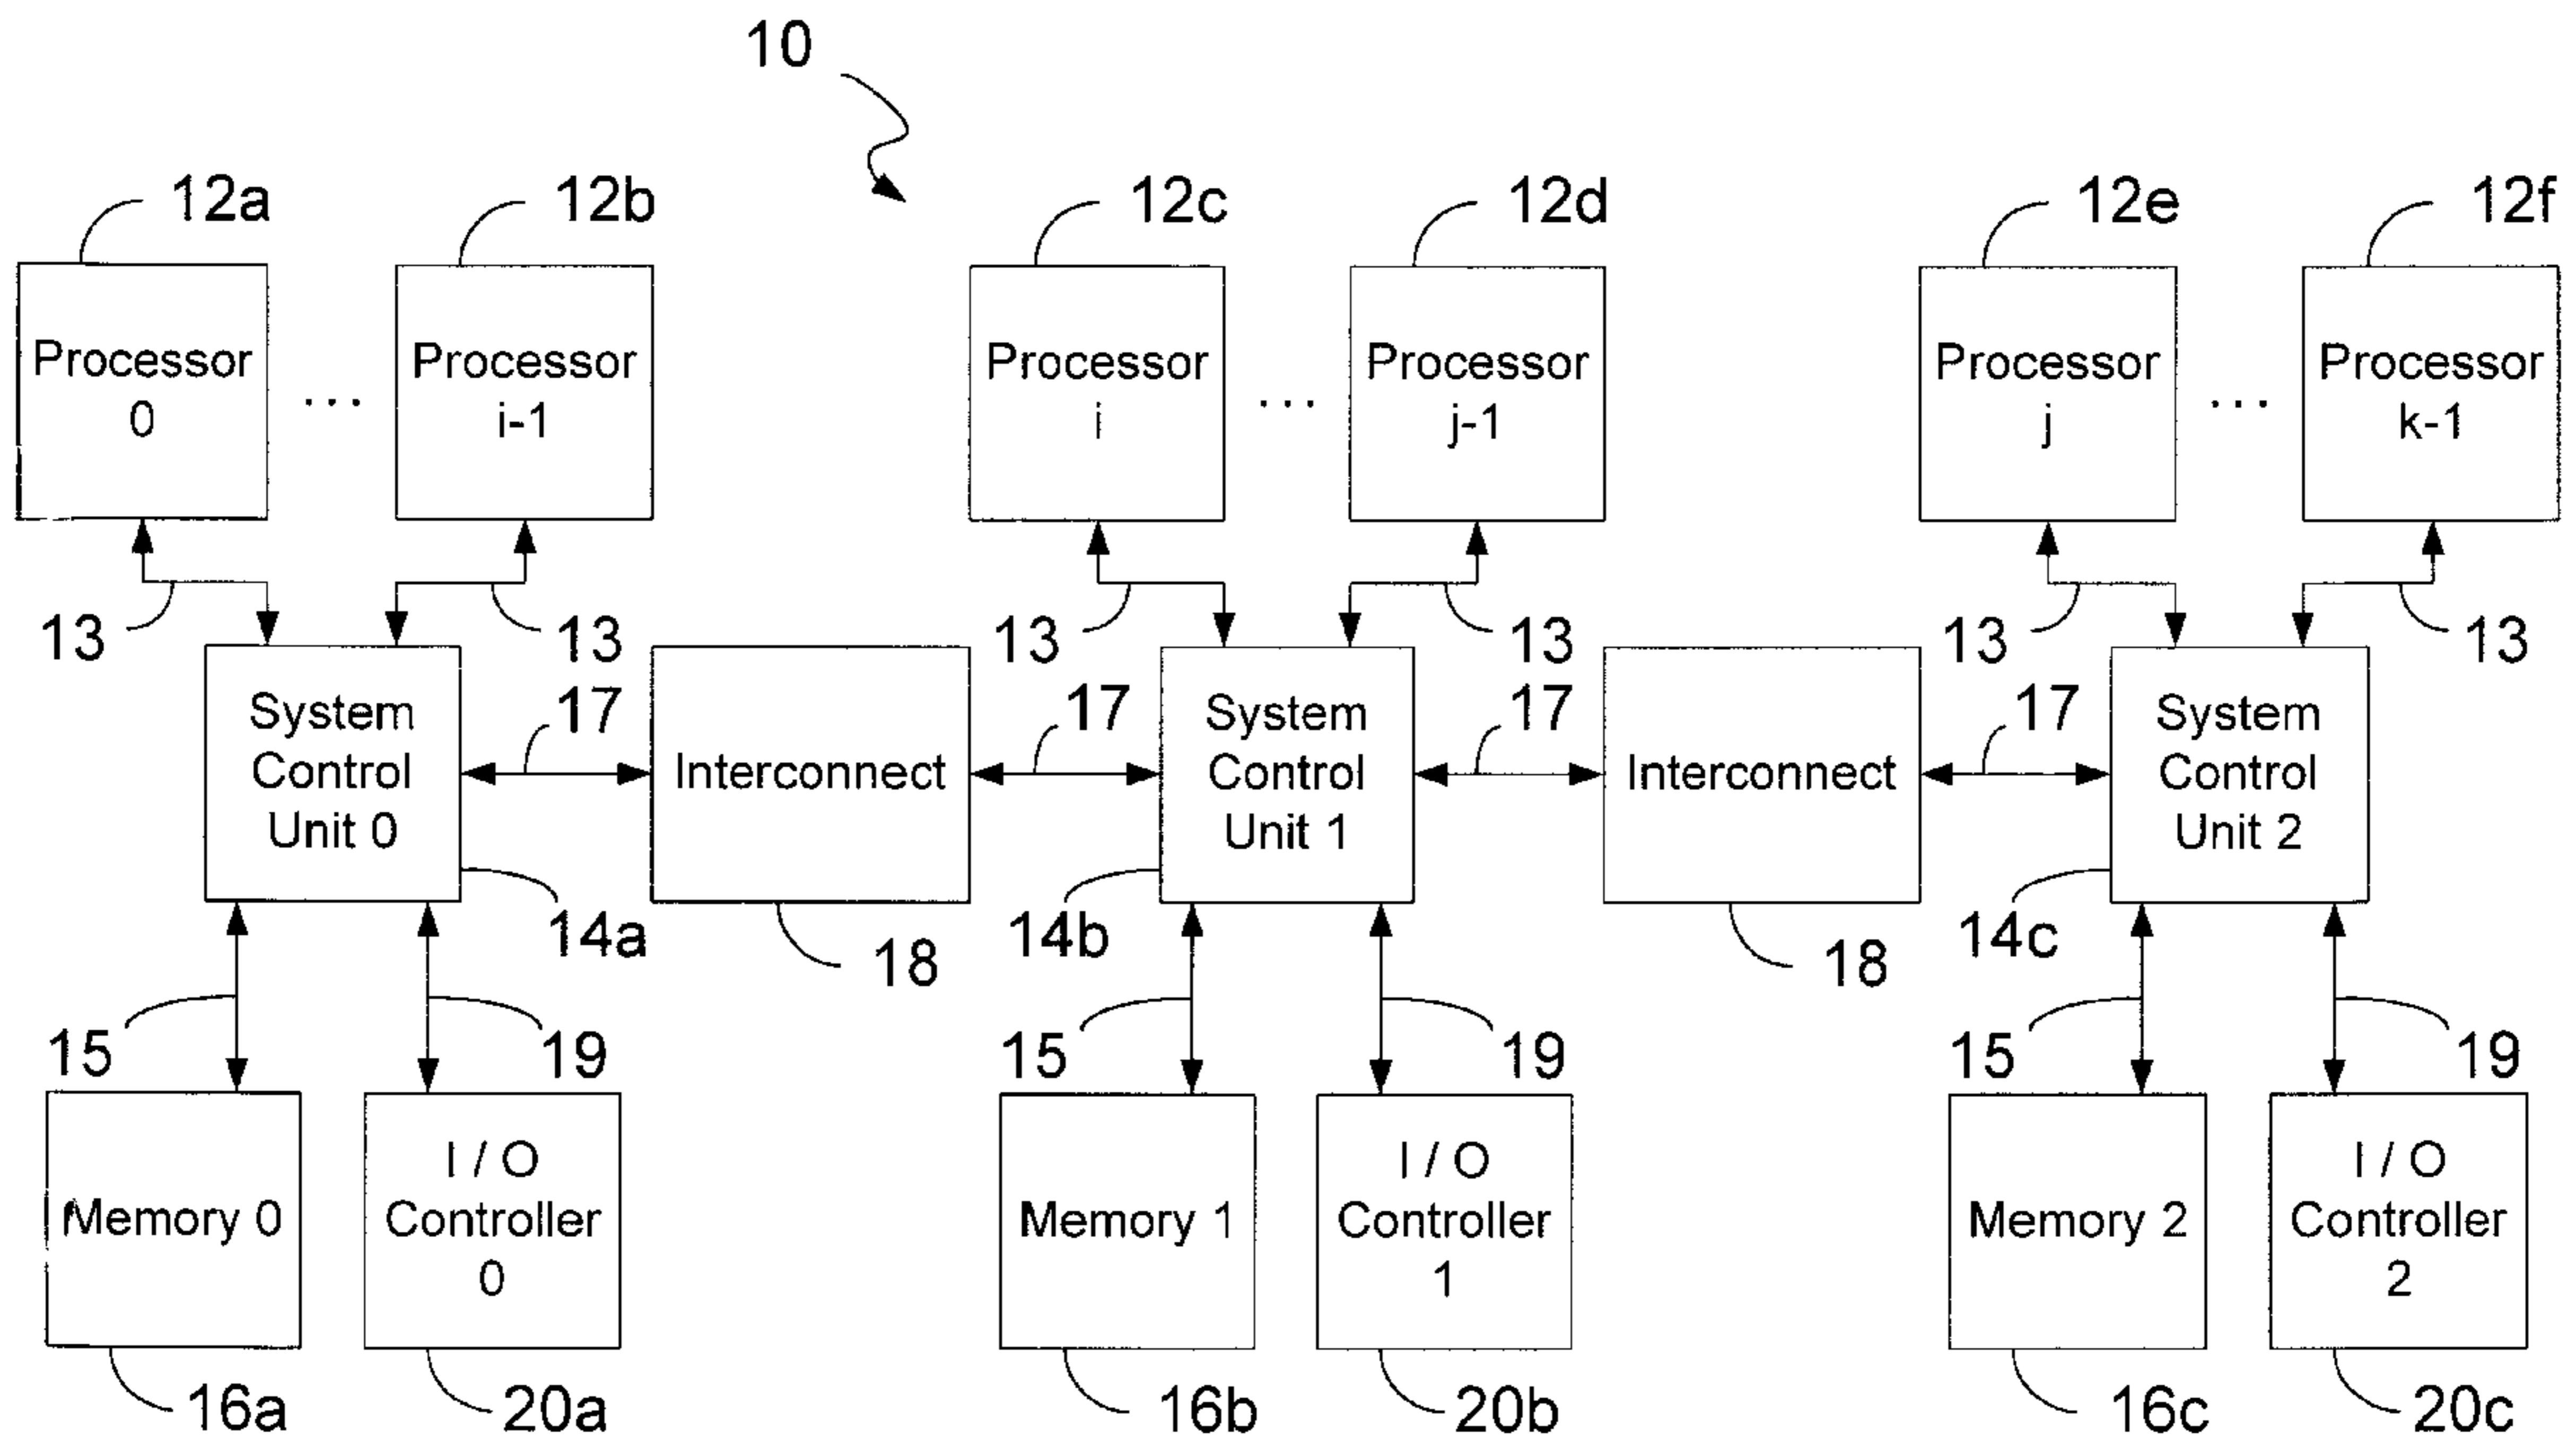 10
12a
12b
12c
12d
12e
12f
Processor
0
...
Processor
i-1
Processor
i
...
Processor
j-1
Processor
j
...
Processor
k-1
13
13
13
13
13
13
System
Control
Unit 0
17
Interconnect
17
System
Control
Unit 1
17
Interconnect
17
System
Control
Unit 2
14a
18
14b
18
14c
15
19
15
19
15
19
Memory 0
I / O
Controller
0
Memory 1
I / O
Controller
1
Memory 2
I / O
Controller
2
16a
20a
16b
20b
16c
20c